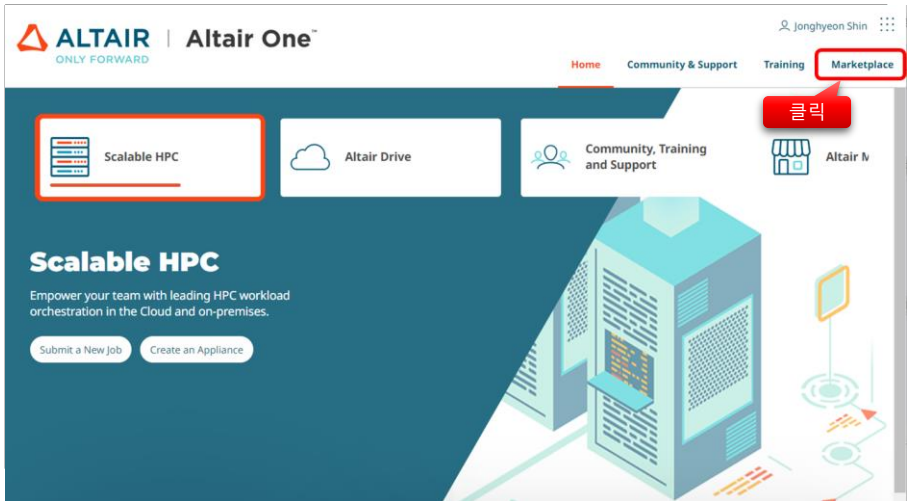 ALTAIR | Altair One™
ONLY FORWARD
Jonghyeon Shin
Home Community & Support Training Marketplace
클릭
Scalable HPC
Altair Drive
Community, Training
and Support
Altair M
Scalable HPC
Empower your team with leading HPC workload
orchestration in the Cloud and on-premises.
Submit a New Job Create an Appliance